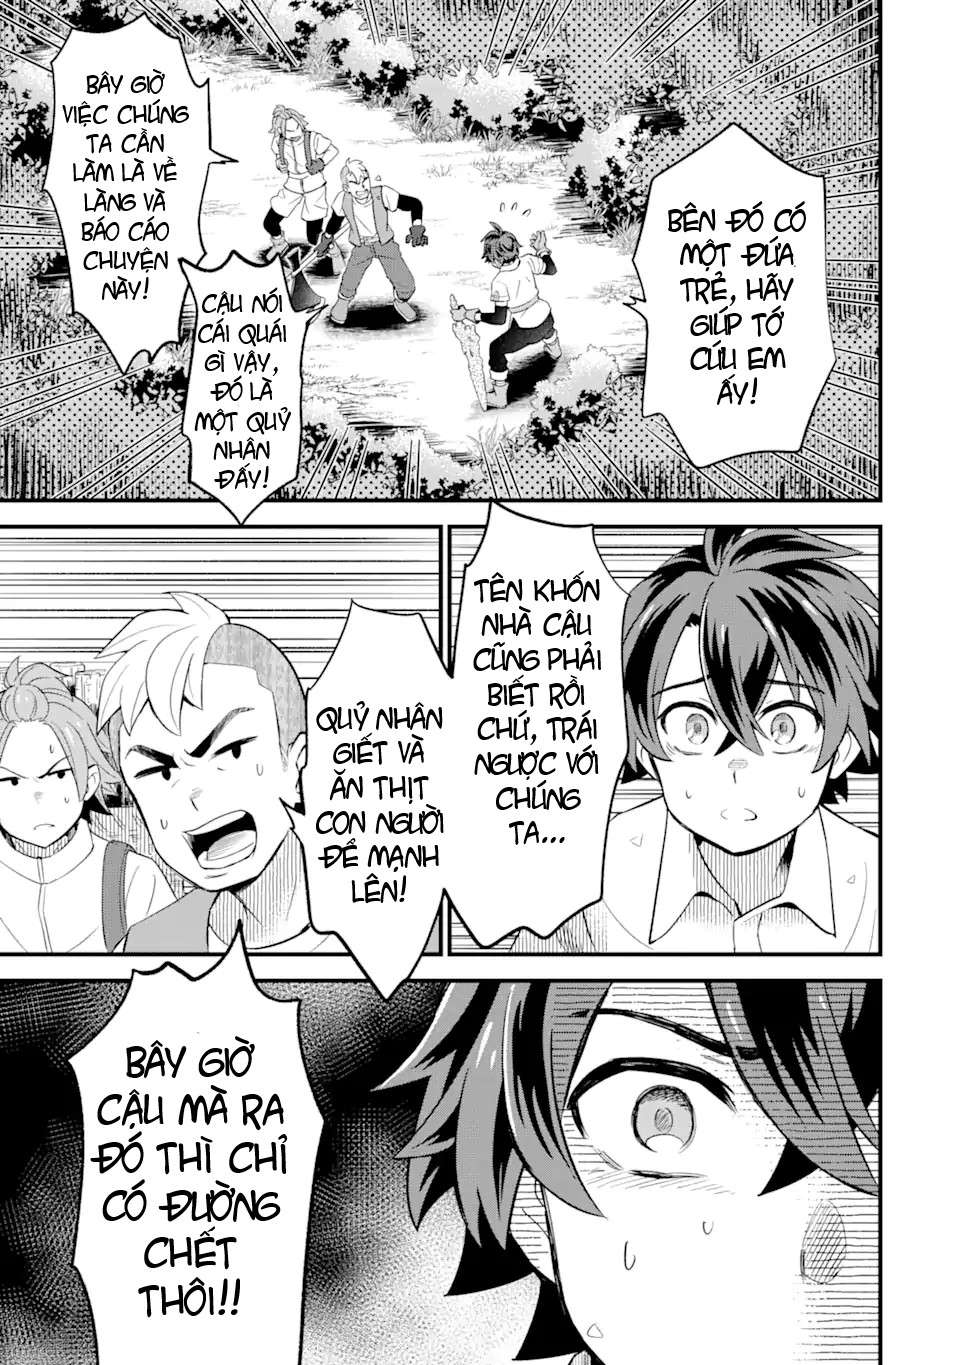 BÊN ĐÓ CÓ
MỘT ĐỨA
TRẺ, HÃY
GIÚP TỚ
CỨU EM
ẤY!
CẬU NÓI
CÁI QUÁI
GÌ VẬY,
ĐÓ LÀ
MỘT QUỶ
NHÂN
ĐẤY!
BÂY GIỜ
VIỆC CHÚNG
TA CẦN
LÀM LÀ VỀ
LÀNG VÀ
BÁO CÁO
CHUYỆN
NÀY!
TÊN KHỐN
NHÀ CẬU
CŨNG PHẢI
BIẾT RỒI
CHỨ, TRÁI
NGƯỢC VỚI
CHÚNG
TA...
QUỶ NHÂN
GIẾT VÀ
ĂN THỊT
CON NGƯỜI
ĐỂ MẠNH
LÊN!
BÂY GIỜ
CẬU MÀ RA
ĐÓ THÌ CHỈ
CÓ ĐƯỜNG
CHẾT
THÔI!!